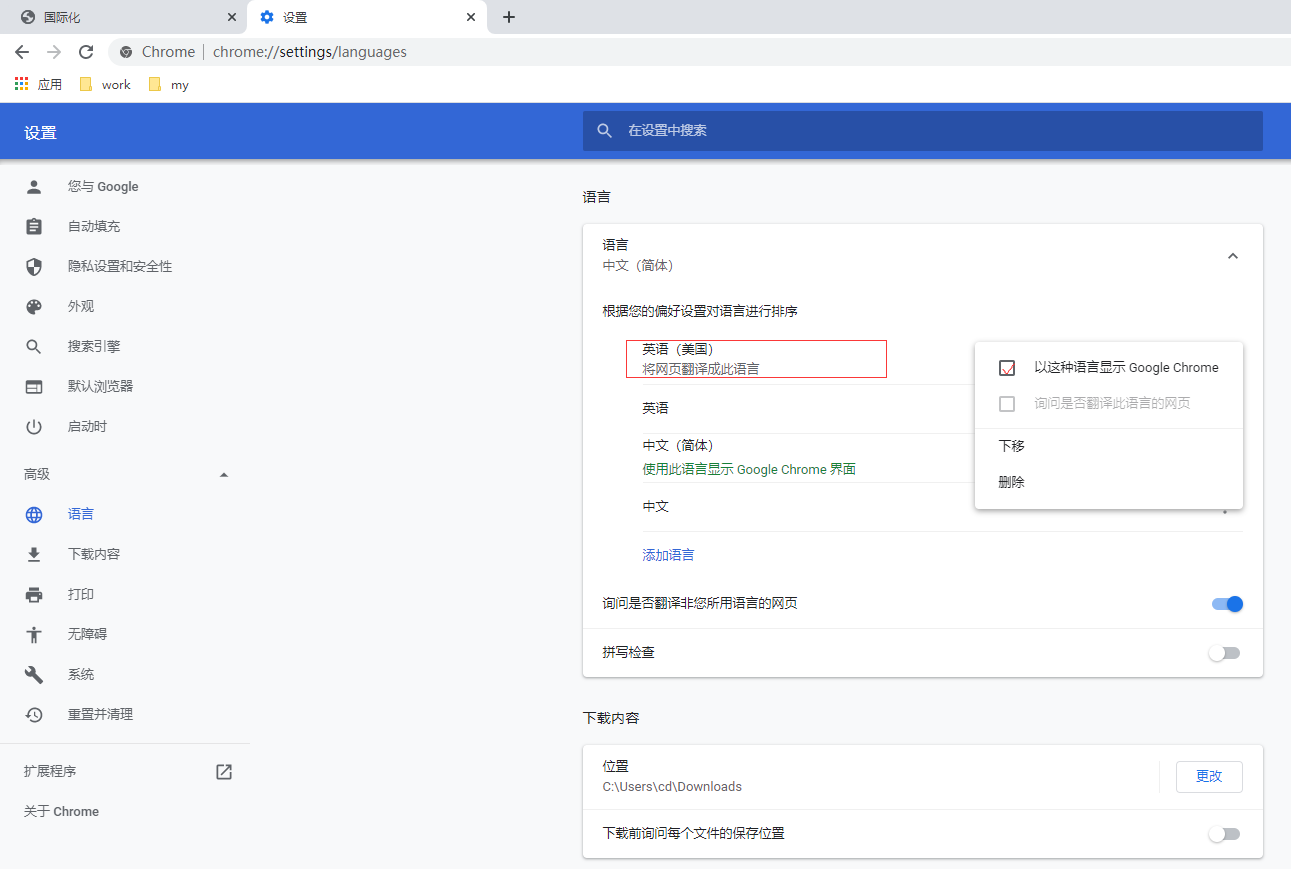 国际化
设置
Chrome | chrome://settings/languages
应用 work my
设置
在设置中搜索
您与 Google
自动填充
隐私设置和安全性
外观
搜索引擎
默认浏览器
启动时
高级
语言
下载内容
打印
无障碍
系统
重置并清理
扩展程序
关于 Chrome
语言
语言
中文（简体）
根据您的偏好设置对语言进行排序
英语（美国）
将网页翻译成此语言
英语
中文（简体）
使用此语言显示 Google Chrome 界面
中文
添加语言
以这种语言显示 Google Chrome
询问是否翻译此语言的网页
下移
删除
询问是否翻译非您所用语言的网页
拼写检查
下载内容
位置
C:\Users\cd\Downloads
更改
下载前询问每个文件的保存位置